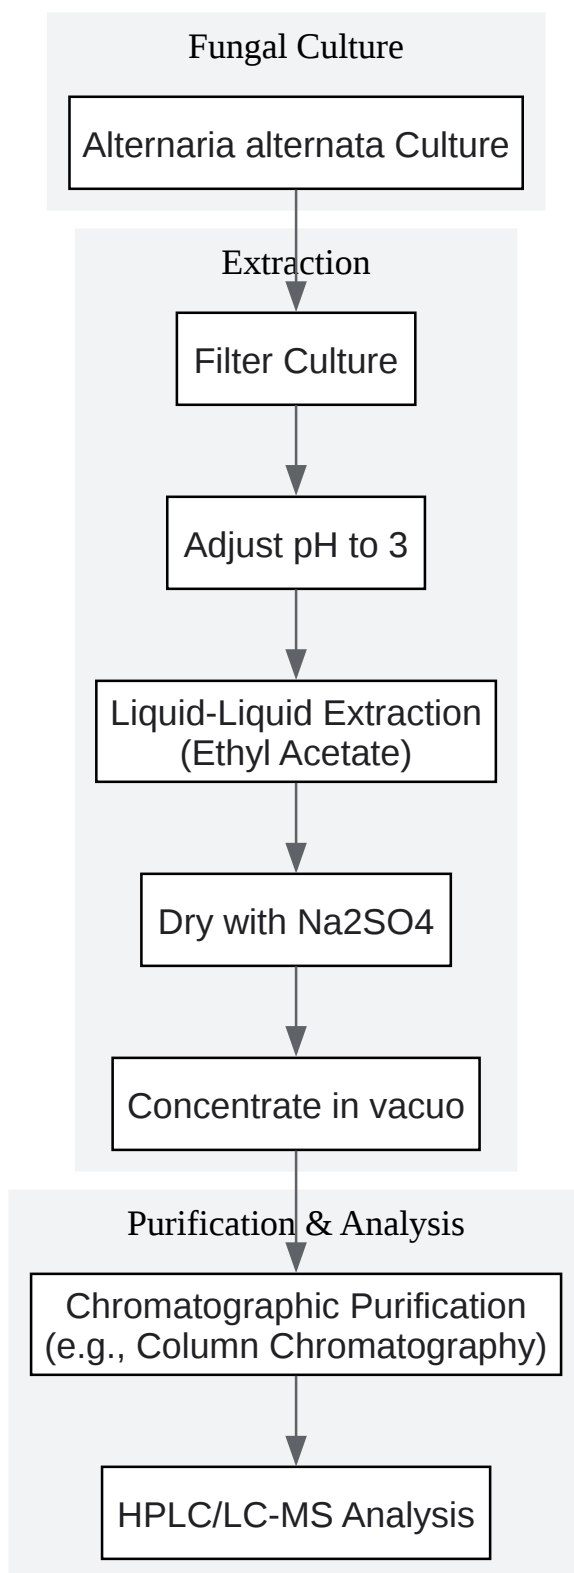 Fungal Culture
Alternaria alternata Culture
Extraction
Filter Culture
Adjust pH to 3
Liquid-Liquid Extraction
(Ethyl Acetate)
Dry with Na2SO4
Concentrate in vacuo
Purification & Analysis
Chromatographic Purification
(e.g., Column Chromatography)
HPLC/LC-MS Analysis